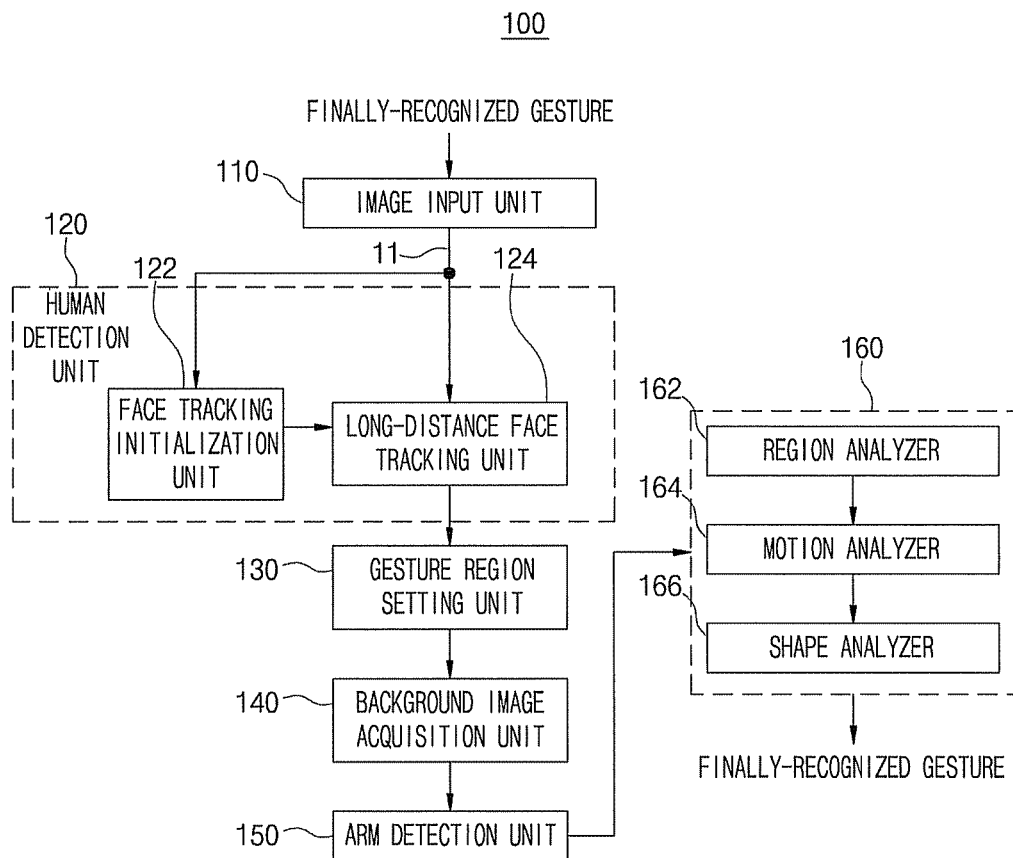 100
FINALLY-RECOGNIZED GESTURE
110
IMAGE INPUT UNIT
11
120
122
124
HUMAN
DETECTION
UNIT
FACE TRACKING
INITIALIZATION
UNIT
LONG-DISTANCE FACE
TRACKING UNIT
130
GESTURE REGION
SETTING UNIT
140
BACKGROUND IMAGE
ACQUISITION UNIT
150
ARM DETECTION UNIT
160
162
REGION ANALYZER
164
MOTION ANALYZER
166
SHAPE ANALYZER
FINALLY-RECOGNIZED GESTURE